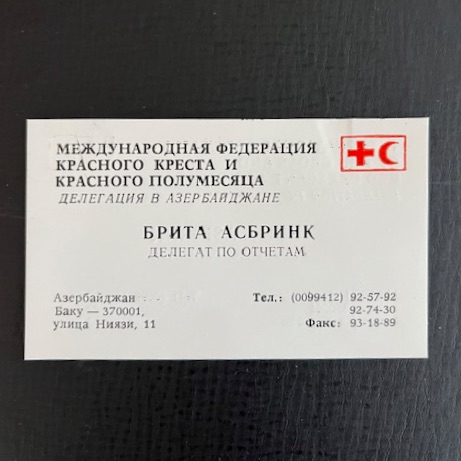 МЕЖДУНАРОДНАЯ ФЕДЕРАЦИЯ
КРАСНОГО КРЕСТА И
КРАСНОГО ПОЛУМЕСЯЦА
ДЕЛЕГАЦИЯ В АЗЕРБАЙДЖАНЕ
БРИТА АСБРИНК
ДЕЛЕГАТ ПО ОТЧЕТАМ
Азербайджан
Баку — 370001,
улица Ниязи, 11
Тел.: (0099412) 92-57-92
92-74-30
Факс: 93-18-89